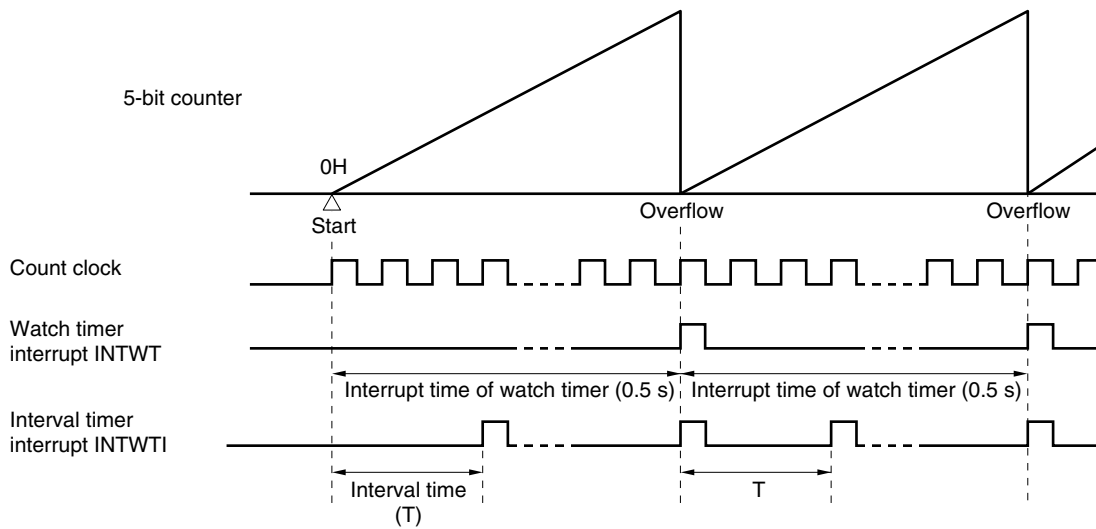 5-bit counter
0H
Start
Overflow
Overflow
Count clock
Watch timer
interrupt INTWT
Interrupt time of watch timer (0.5 s)
Interrupt time of watch timer (0.5 s)
Interval timer
interrupt INTWTI
Interval time
(T)
T